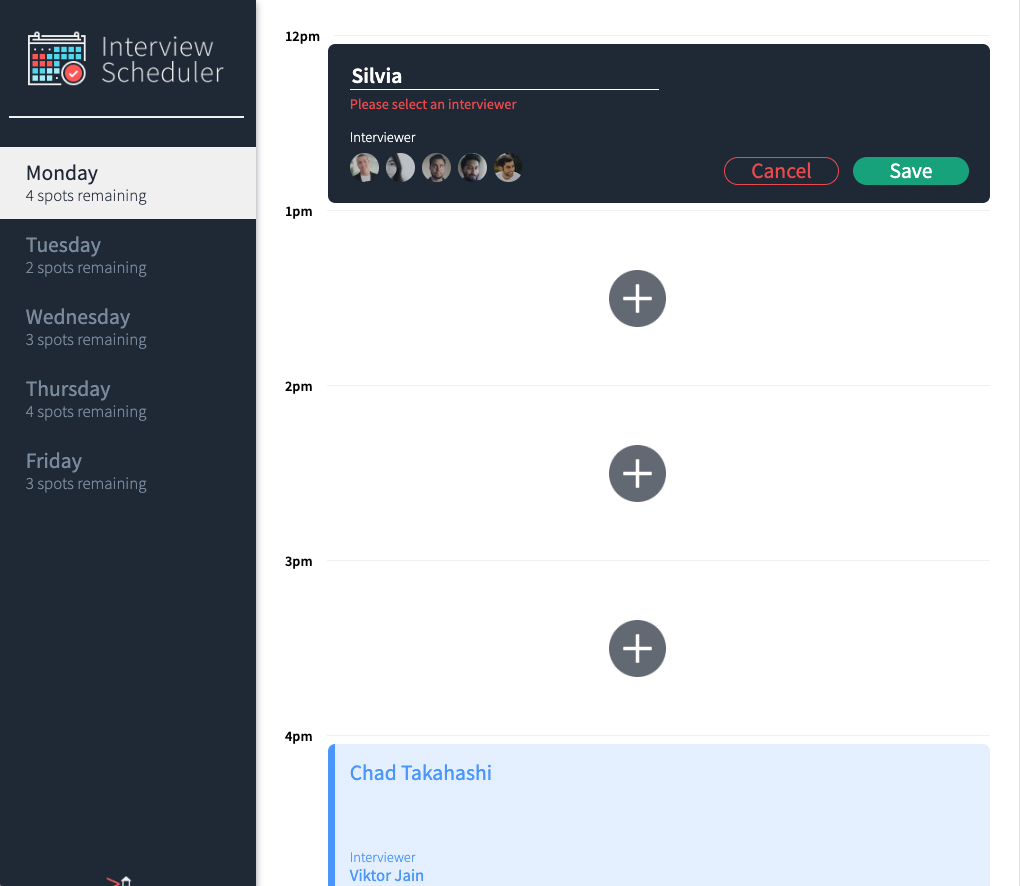 Interview
Scheduler
Monday
4 spots remaining
Tuesday
2 spots remaining
Wednesday
3 spots remaining
Thursday
4 spots remaining
Friday
3 spots remaining
12pm
Silvia
Please select an interviewer
Interviewer
Cancel
Save
1pm
2pm
3pm
4pm
Chad Takahashi
Interviewer
Viktor Jain